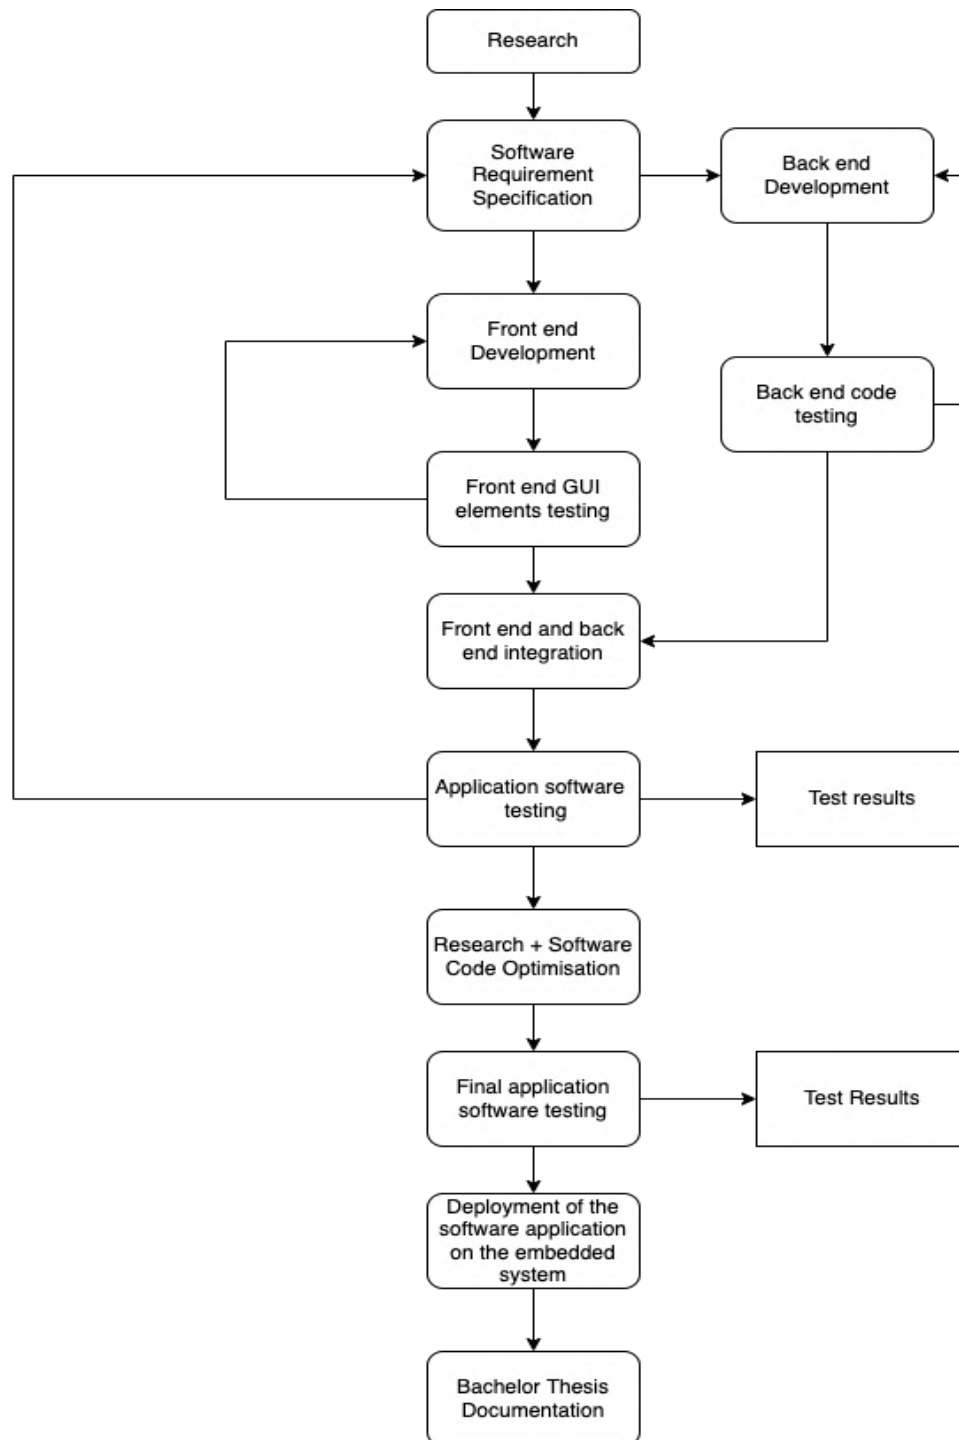 Research
Software
Requirement
Specification
Back end
Development
Front end
Development
Back end code
testing
Front end GUI
elements testing
Front end and back
end integration
Application software
testing
Test results
Research + Software
Code Optimisation
Final application
software testing
Test Results
Deployment of the
software application
on the embedded
system
Bachelor Thesis
Documentation